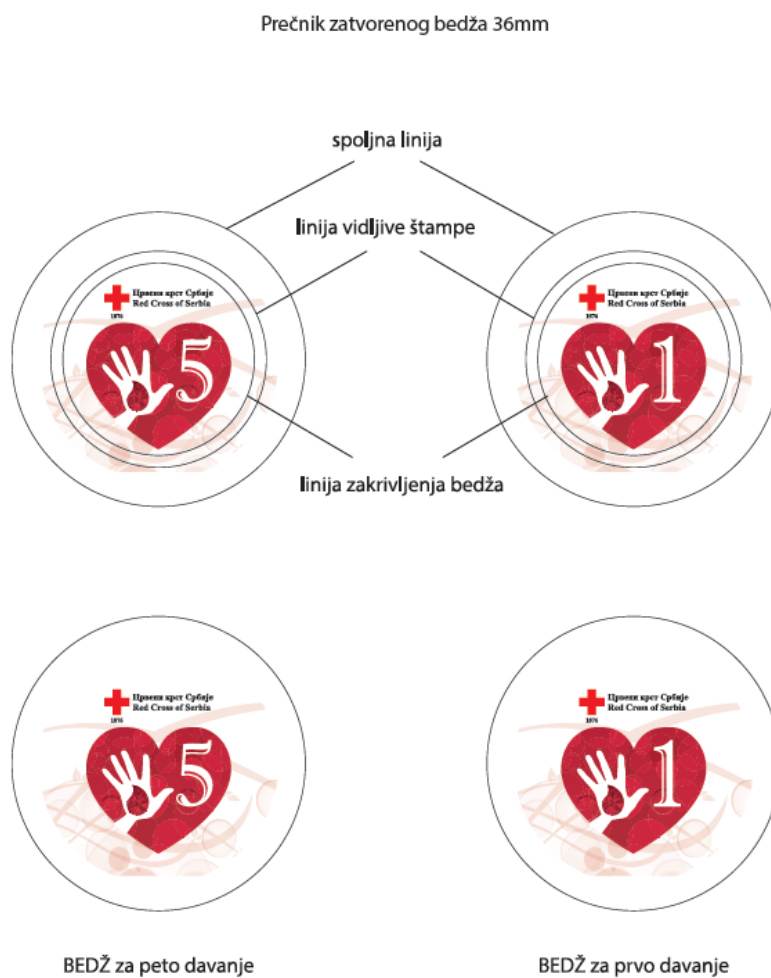 Prečnik zatvorenog bedža 36mm
spoljna linija
linija vidljive štampe
Црвени крст Србије
Red Cross of Serbia
1876
5
Црвени крст Србије
Red Cross of Serbia
1876
1
linija zakrivljenja bedža
Црвени крст Србије
Red Cross of Serbia
1876
5
Црвени крст Србије
Red Cross of Serbia
1876
1
BEDŽ za peto davanje
BEDŽ za prvo davanje